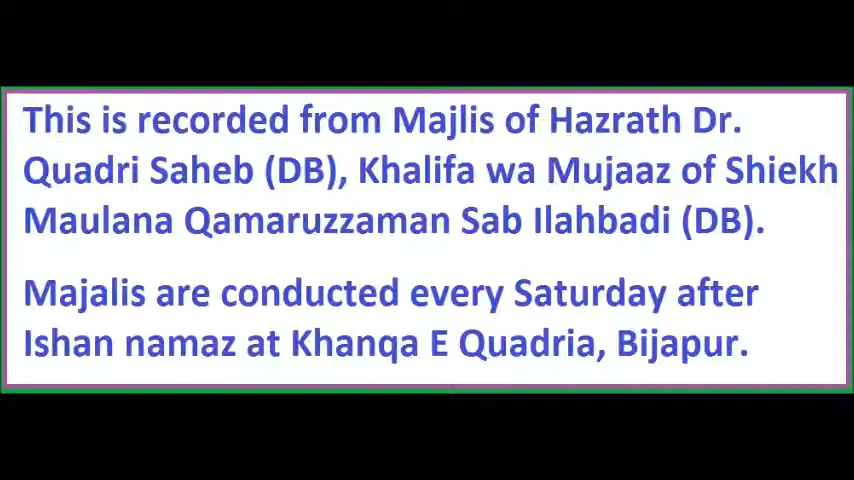 This is recorded from Majlis of Hazrath Dr.
Quadri Saheb (DB), Khalifa wa Mujaaz of Shiekh
Maulana Qamaruzzaman Sab Ilahbadi (DB).
Majalis are conducted every Saturday after
Ishan namaz at Khanqa E Quadria, Bijapur.